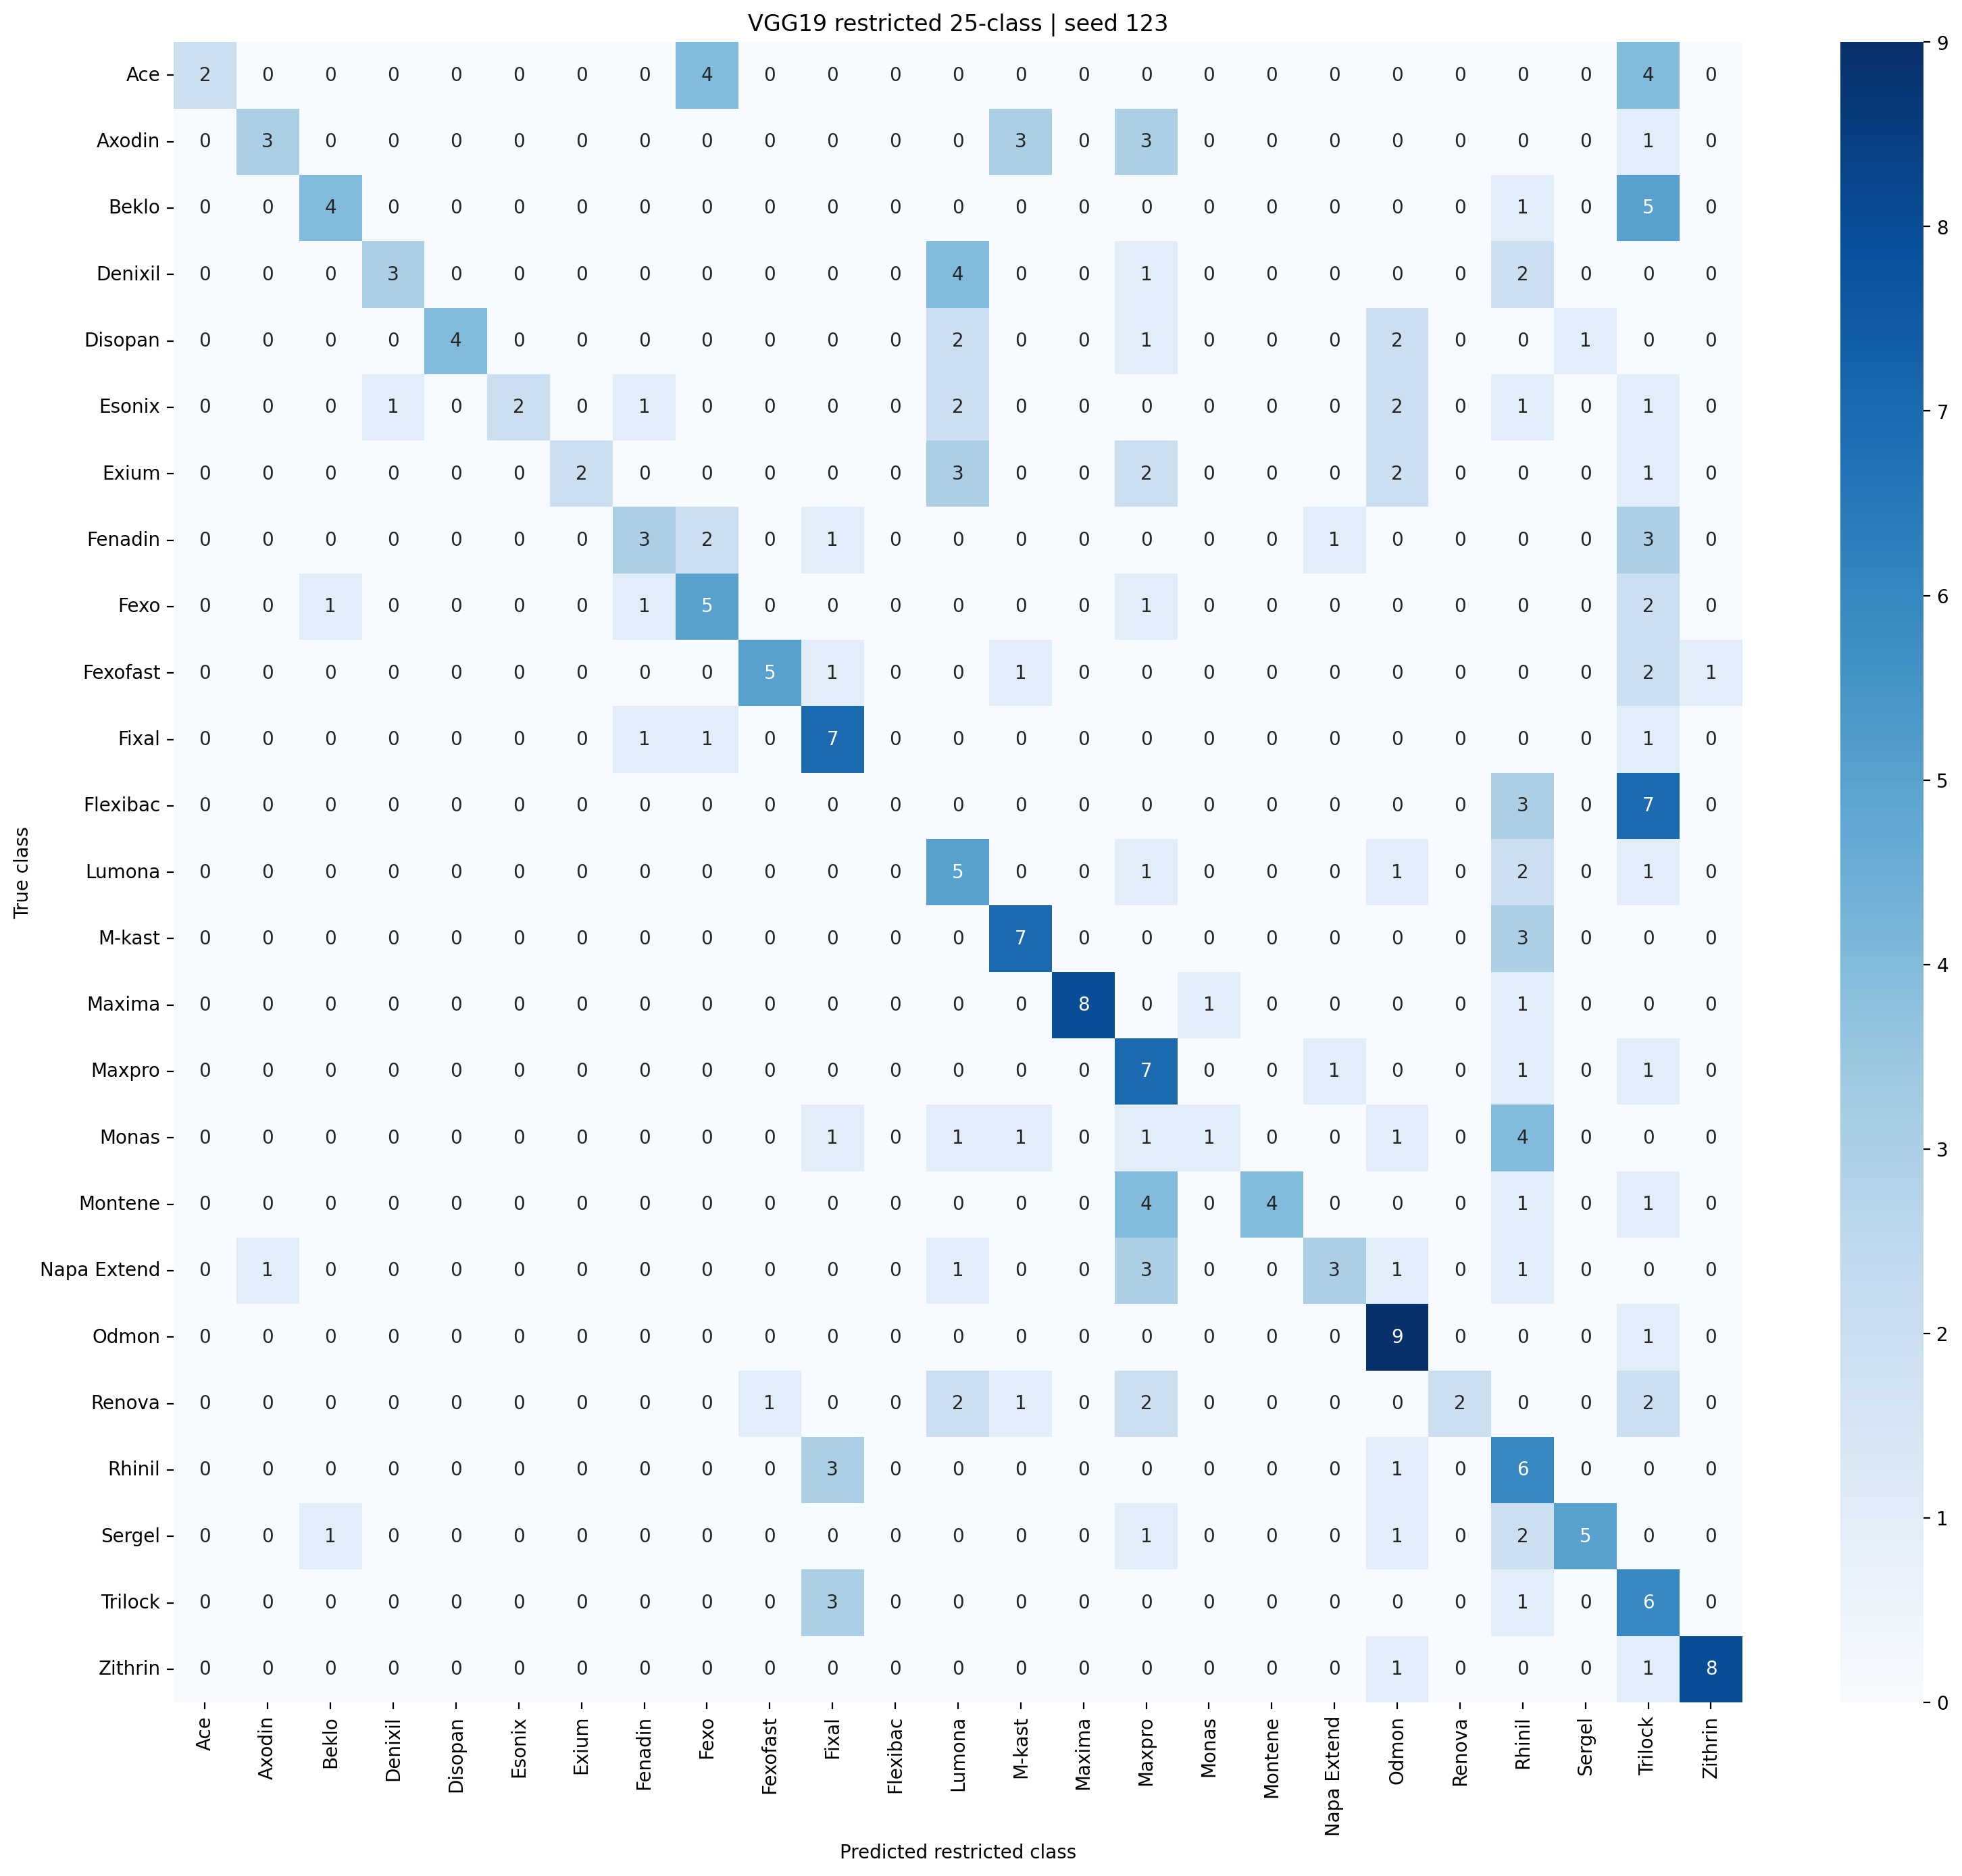 VGG19 restricted 25-class | seed 123
Ace 2 0 0 0 0 0 0 0 4 0 0 0 0 0 0 0 0 0 0 0 0 0 0 4 0
Axodin 0 3 0 0 0 0 0 0 0 0 0 0 0 3 0 3 0 0 0 0 0 0 0 1 0
Beklo 0 0 4 0 0 0 0 0 0 0 0 0 0 0 0 0 0 0 0 0 0 1 0 5 0
Denixil 0 0 0 3 0 0 0 0 0 0 0 0 4 0 0 1 0 0 0 0 0 2 0 0 0
Disopan 0 0 0 0 4 0 0 0 0 0 0 0 2 0 0 1 0 0 0 2 0 0 1 0 0
Esonix 0 0 0 1 0 2 0 1 0 0 0 0 2 0 0 0 0 0 0 2 0 1 0 1 0
Exium 0 0 0 0 0 0 2 0 0 0 0 0 3 0 0 2 0 0 0 2 0 0 0 1 0
Fenadin 0 0 0 0 0 0 0 3 2 0 1 0 0 0 0 0 0 0 1 0 0 0 0 3 0
Fexo 0 0 1 0 0 0 0 1 5 0 0 0 0 0 0 1 0 0 0 0 0 0 0 2 0
Fexofast 0 0 0 0 0 0 0 0 0 5 1 0 0 1 0 0 0 0 0 0 0 0 0 2 1
Fixal 0 0 0 0 0 0 0 1 1 0 7 0 0 0 0 0 0 0 0 0 0 0 0 1 0
Flexibac 0 0 0 0 0 0 0 0 0 0 0 0 0 0 0 0 0 0 0 0 0 3 0 7 0
Lumona 0 0 0 0 0 0 0 0 0 0 0 0 5 0 0 1 0 0 0 1 0 2 0 1 0
M-kast 0 0 0 0 0 0 0 0 0 0 0 0 0 7 0 0 0 0 0 0 0 3 0 0 0
Maxima 0 0 0 0 0 0 0 0 0 0 0 0 0 0 8 0 1 0 0 0 0 1 0 0 0
Maxpro 0 0 0 0 0 0 0 0 0 0 0 0 0 0 0 7 0 0 1 0 0 1 0 1 0
Monas 0 0 0 0 0 0 0 0 0 0 1 0 1 1 0 1 1 0 0 1 0 4 0 0 0
Montene 0 0 0 0 0 0 0 0 0 0 0 0 0 0 0 4 0 4 0 0 0 1 0 1 0
Napa Extend 0 1 0 0 0 0 0 0 0 0 0 0 1 0 0 3 0 0 3 1 0 1 0 0 0
Odmon 0 0 0 0 0 0 0 0 0 0 0 0 0 0 0 0 0 0 0 9 0 0 0 1 0
Renova 0 0 0 0 0 0 0 0 0 1 0 0 2 1 0 2 0 0 0 0 2 0 0 2 0
Rhinil 0 0 0 0 0 0 0 0 0 0 3 0 0 0 0 0 0 0 0 1 0 6 0 0 0
Sergel 0 0 1 0 0 0 0 0 0 0 0 0 0 0 0 1 0 0 0 1 0 2 5 0 0
Trilock 0 0 0 0 0 0 0 0 0 0 3 0 0 0 0 0 0 0 0 0 0 1 0 6 0
Zithrin 0 0 0 0 0 0 0 0 0 0 0 0 0 0 0 0 0 0 0 1 0 0 0 1 8
True class
Ace Axodin Beklo Denixil Disopan Esonix Exium Fenadin Fexo Fexofast Fixal Flexibac Lumona M-kast Maxima Maxpro Monas Montene Napa Extend Odmon Renova Rhinil Sergel Trilock Zithrin
Predicted restricted class
9
8
7
6
5
4
3
2
1
0